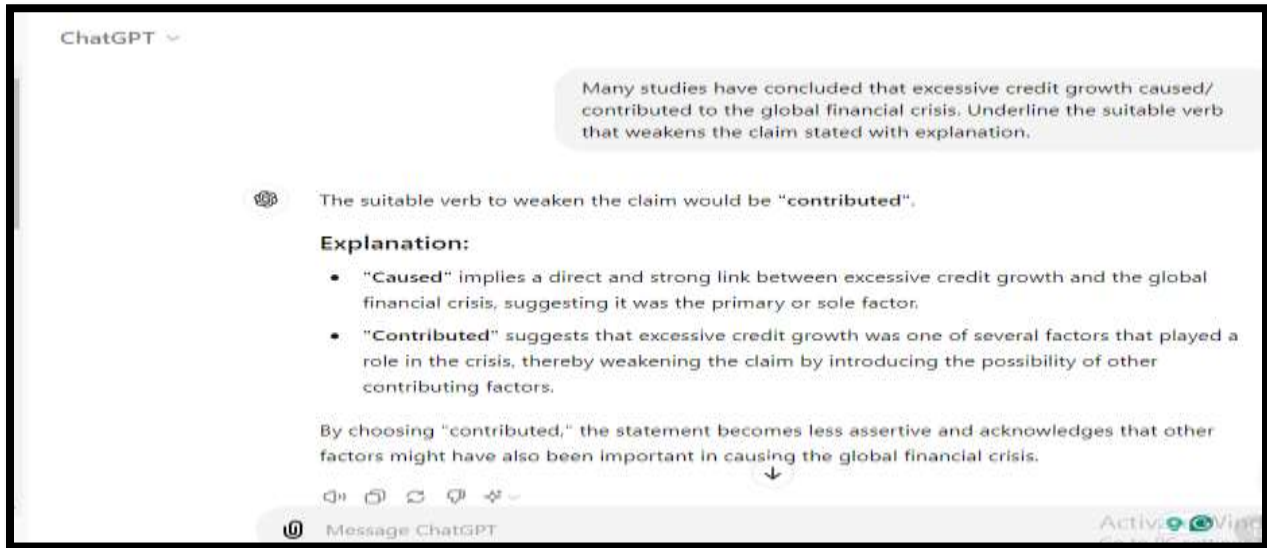 ChatGPT
Many studies have concluded that excessive credit growth caused/
contributed to the global financial crisis. Underline the suitable verb
that weakens the claim stated with explanation.
The suitable verb to weaken the claim would be "contributed".
Explanation:
• "Caused" implies a direct and strong link between excessive credit growth and the global
financial crisis, suggesting it was the primary or sole factor.
• "Contributed" suggests that excessive credit growth was one of several factors that played a
role in the crisis, thereby weakening the claim by introducing the possibility of other
contributing factors.
By choosing "contributed," the statement becomes less assertive and acknowledges that other
factors might have also been important in causing the global financial crisis.
Message ChatGPT